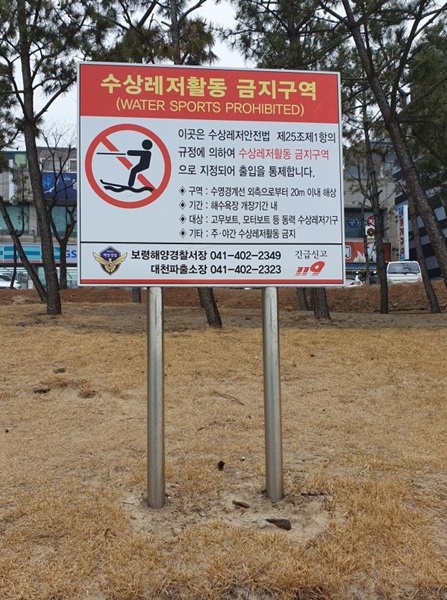 수상레저활동 금지구역
(WATER SPORTS PROHIBITED)
이곳은 수상레저안전법 제25조제1항의
규정에 의하여 수상레저활동 금지구역
으로 지정되어 출입을 통제합니다.
◆ 구역 : 수영경계선 외측으로부터 20m 이내 해상
◆ 기간 : 해수욕장 개장기간 내
◆ 대상 : 고무보트, 모터보트 등 동력 수상레저기구
◆ 기타 : 주·야간 수상레저활동 금지
보령해양경찰서장 041-402-2349
대천파출소장 041-402-2323
긴급신고
119